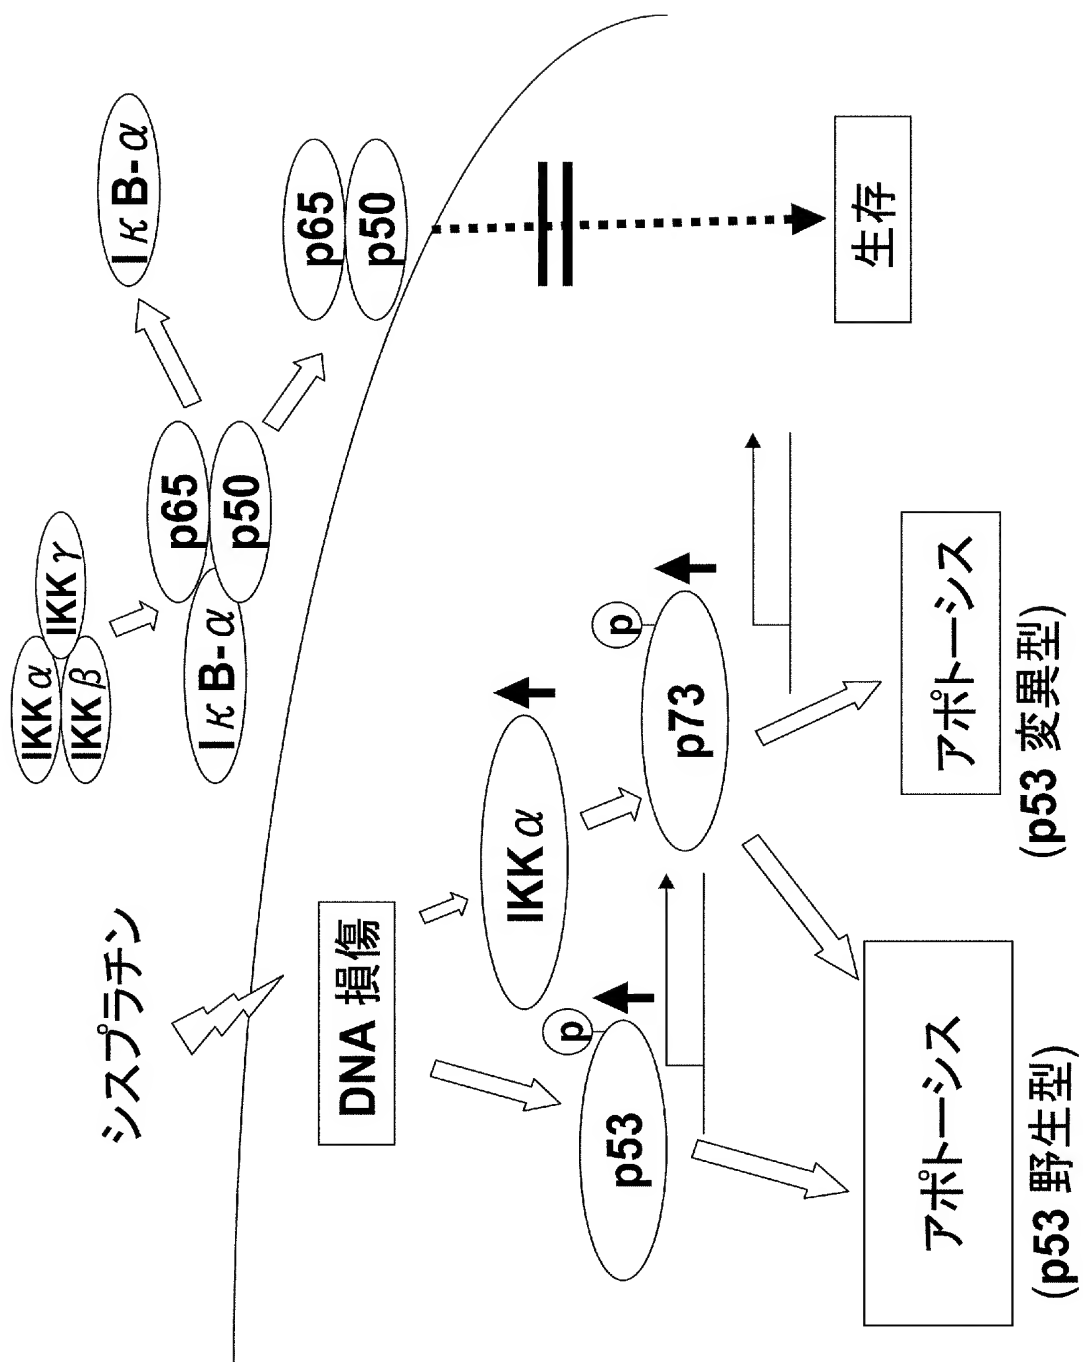 シスプラチン
IKKα
IKKβ
IKKγ
IκB-α
p65
p50
IκB-α
p65
p50
DNA 損傷
IKKα
p
p53
p
p73
生存
アポトーシス
(p53 野生型)
アポトーシス
(p53 変異型)